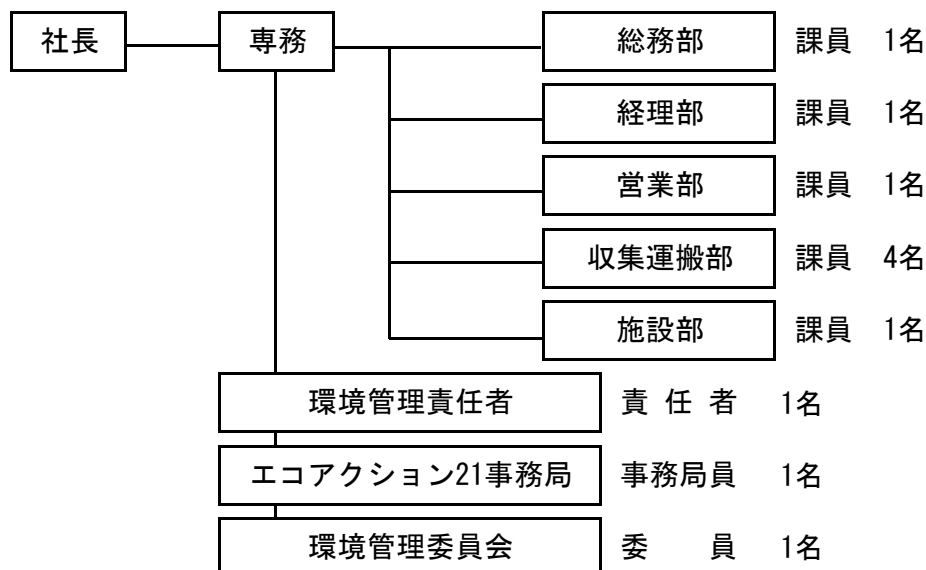 社長 専務 総務部 課員 1名
経理部 課員 1名
営業部 課員 1名
収集運搬部 課員 4名
施設部 課員 1名
環境管理責任者 責任者 1名
エコアクション21事務局 事務局員 1名
環境管理委員会 委員 1名